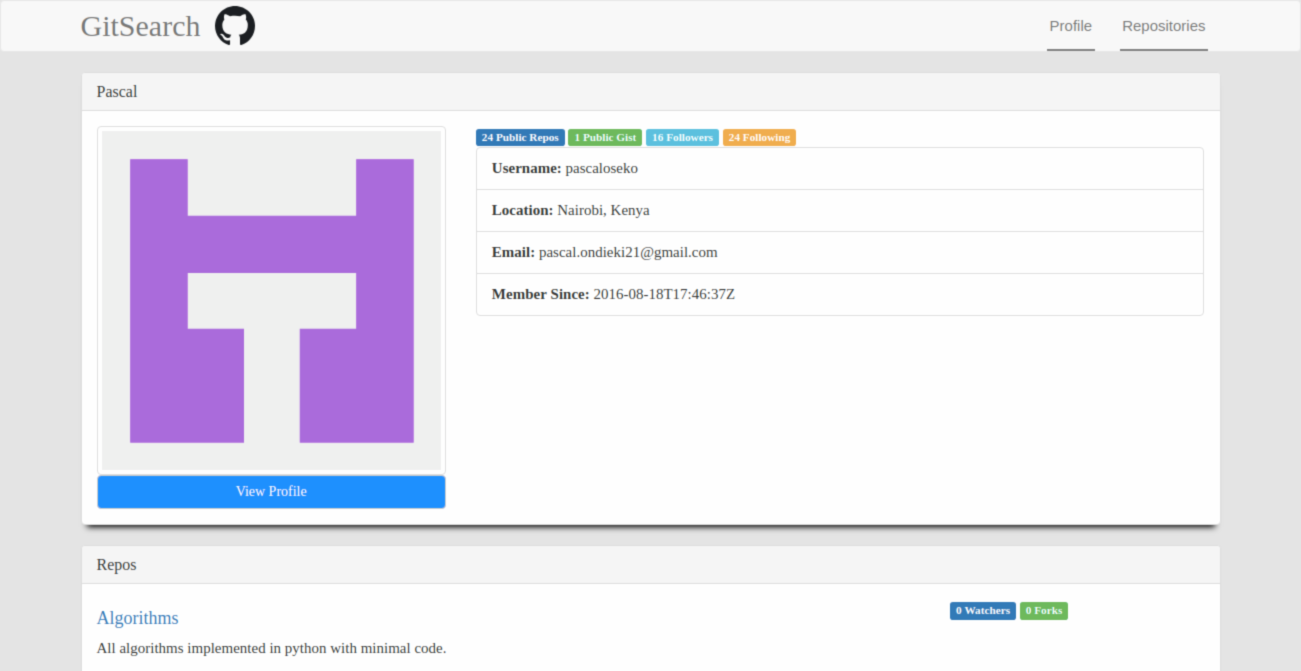 GitSearch
Profile Repositories
Pascal
24 Public Repos 1 Public Gist 16 Followers 24 Following
Username: pascaloseko
Location: Nairobi, Kenya
Email: pascal.ondieki21@gmail.com
Member Since: 2016-08-18T17:46:37Z
View Profile
Repos
Algorithms
0 Watchers 0 Forks
All algorithms implemented in python with minimal code.